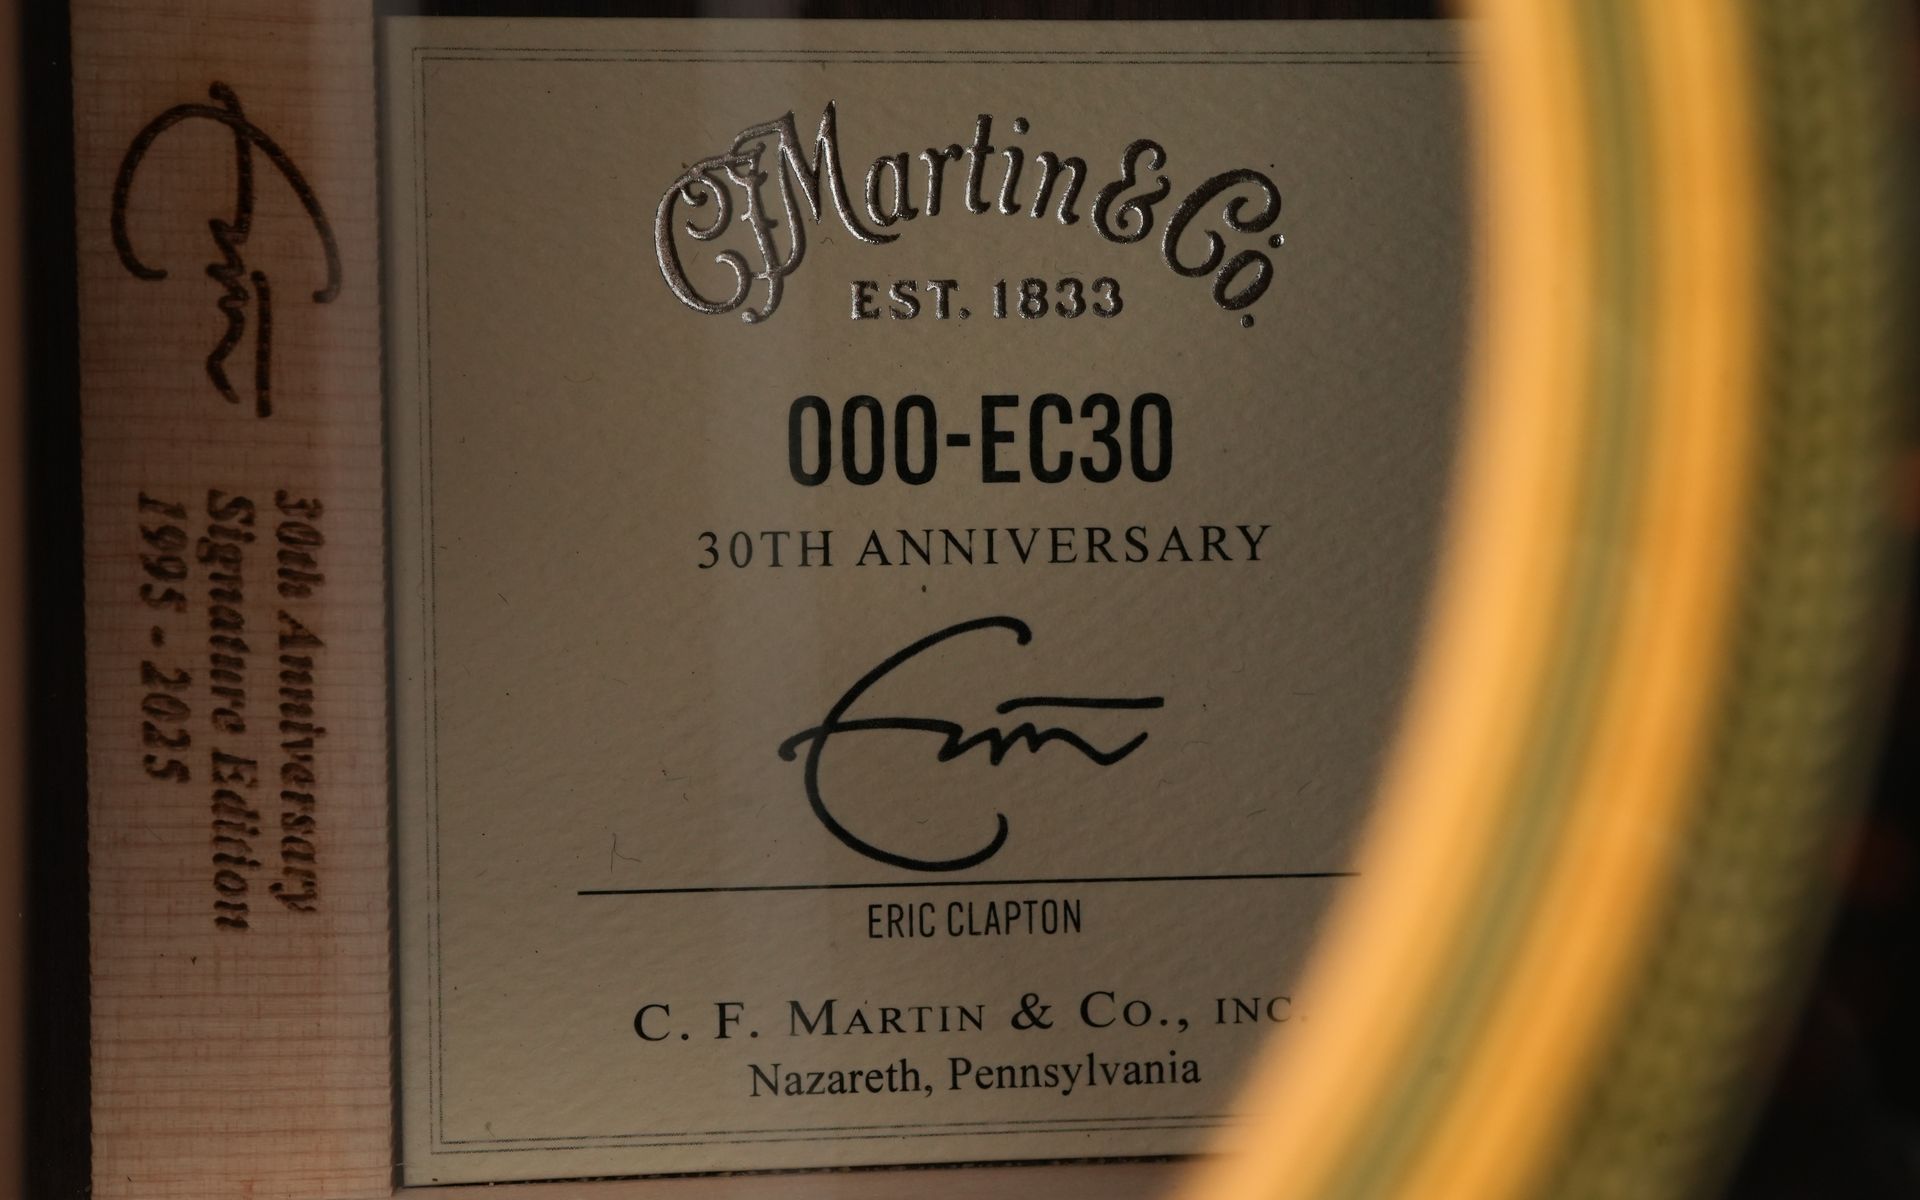 CFMartin & Co.
EST. 1833
000-EC30
30TH ANNIVERSARY
ERIC CLAPTON
C. F. MARTIN & CO., INC.
Nazareth, Pennsylvania
30th Anniversary
Signature Edition
1995 - 2025